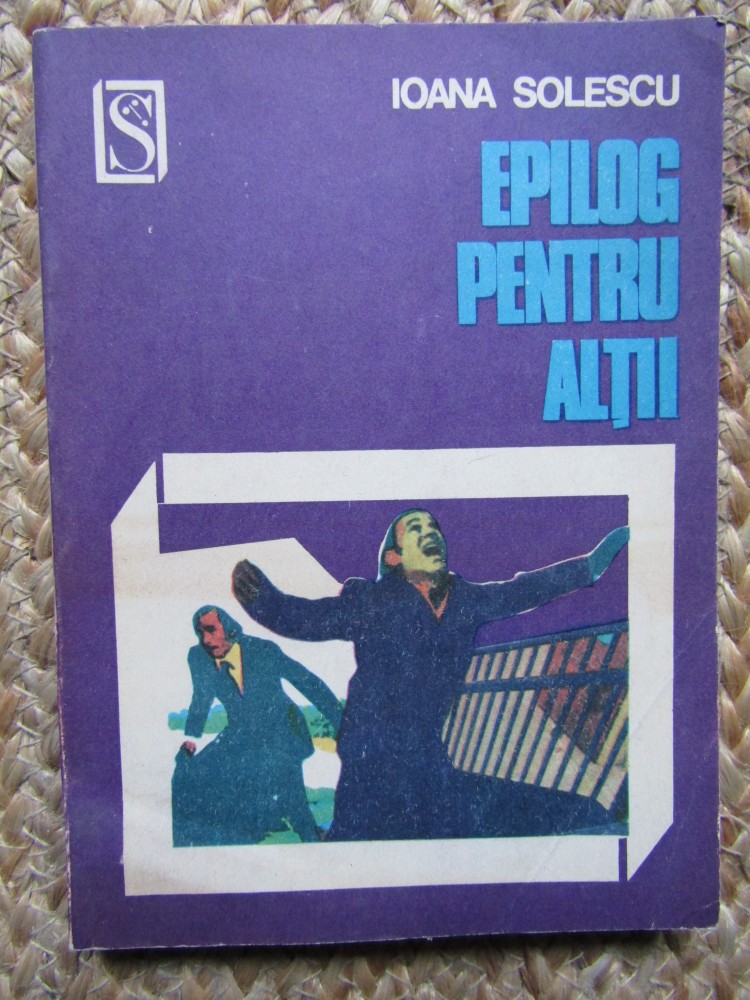 S
IOANA SOLESCU
EPILOG
PENTRU
ALȚII